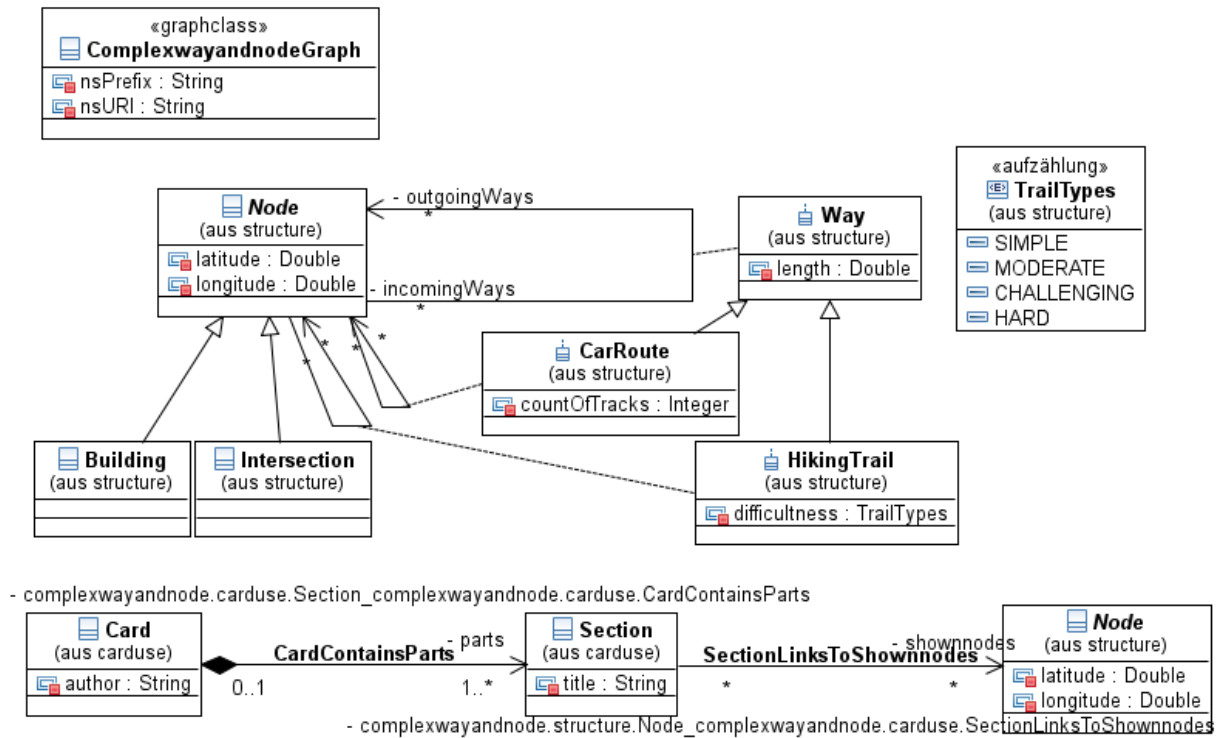 «graphclass»
ComplexwayandnodeGraph
nsPrefix : String
nsURI : String
Node
(aus structure)
latitude : Double
longitude : Double
- outgoingWays
*
- incomingWays
*
Way
(aus structure)
length : Double
«aufzählung»
TrailTypes
(aus structure)
SIMPLE
MODERATE
CHALLENGING
HARD
* * * *
CarRoute
(aus structure)
countOfTracks : Integer
Building
(aus structure)
Intersection
(aus structure)
HikingTrail
(aus structure)
difficultness : TrailTypes
- complexwayandnode.carduse.Section_complexwayandnode.carduse.CardContainsParts
Card
(aus carduse)
author : String
CardContainsParts
- parts
0..1
1..*
Section
(aus carduse)
title : String
SectionLinksToShownnodes
- shownnodes
*
*
Node
(aus structure)
latitude : Double
longitude : Double
- complexwayandnode.structure.Node_complexwayandnode.carduse.SectionLinksToShownnodes